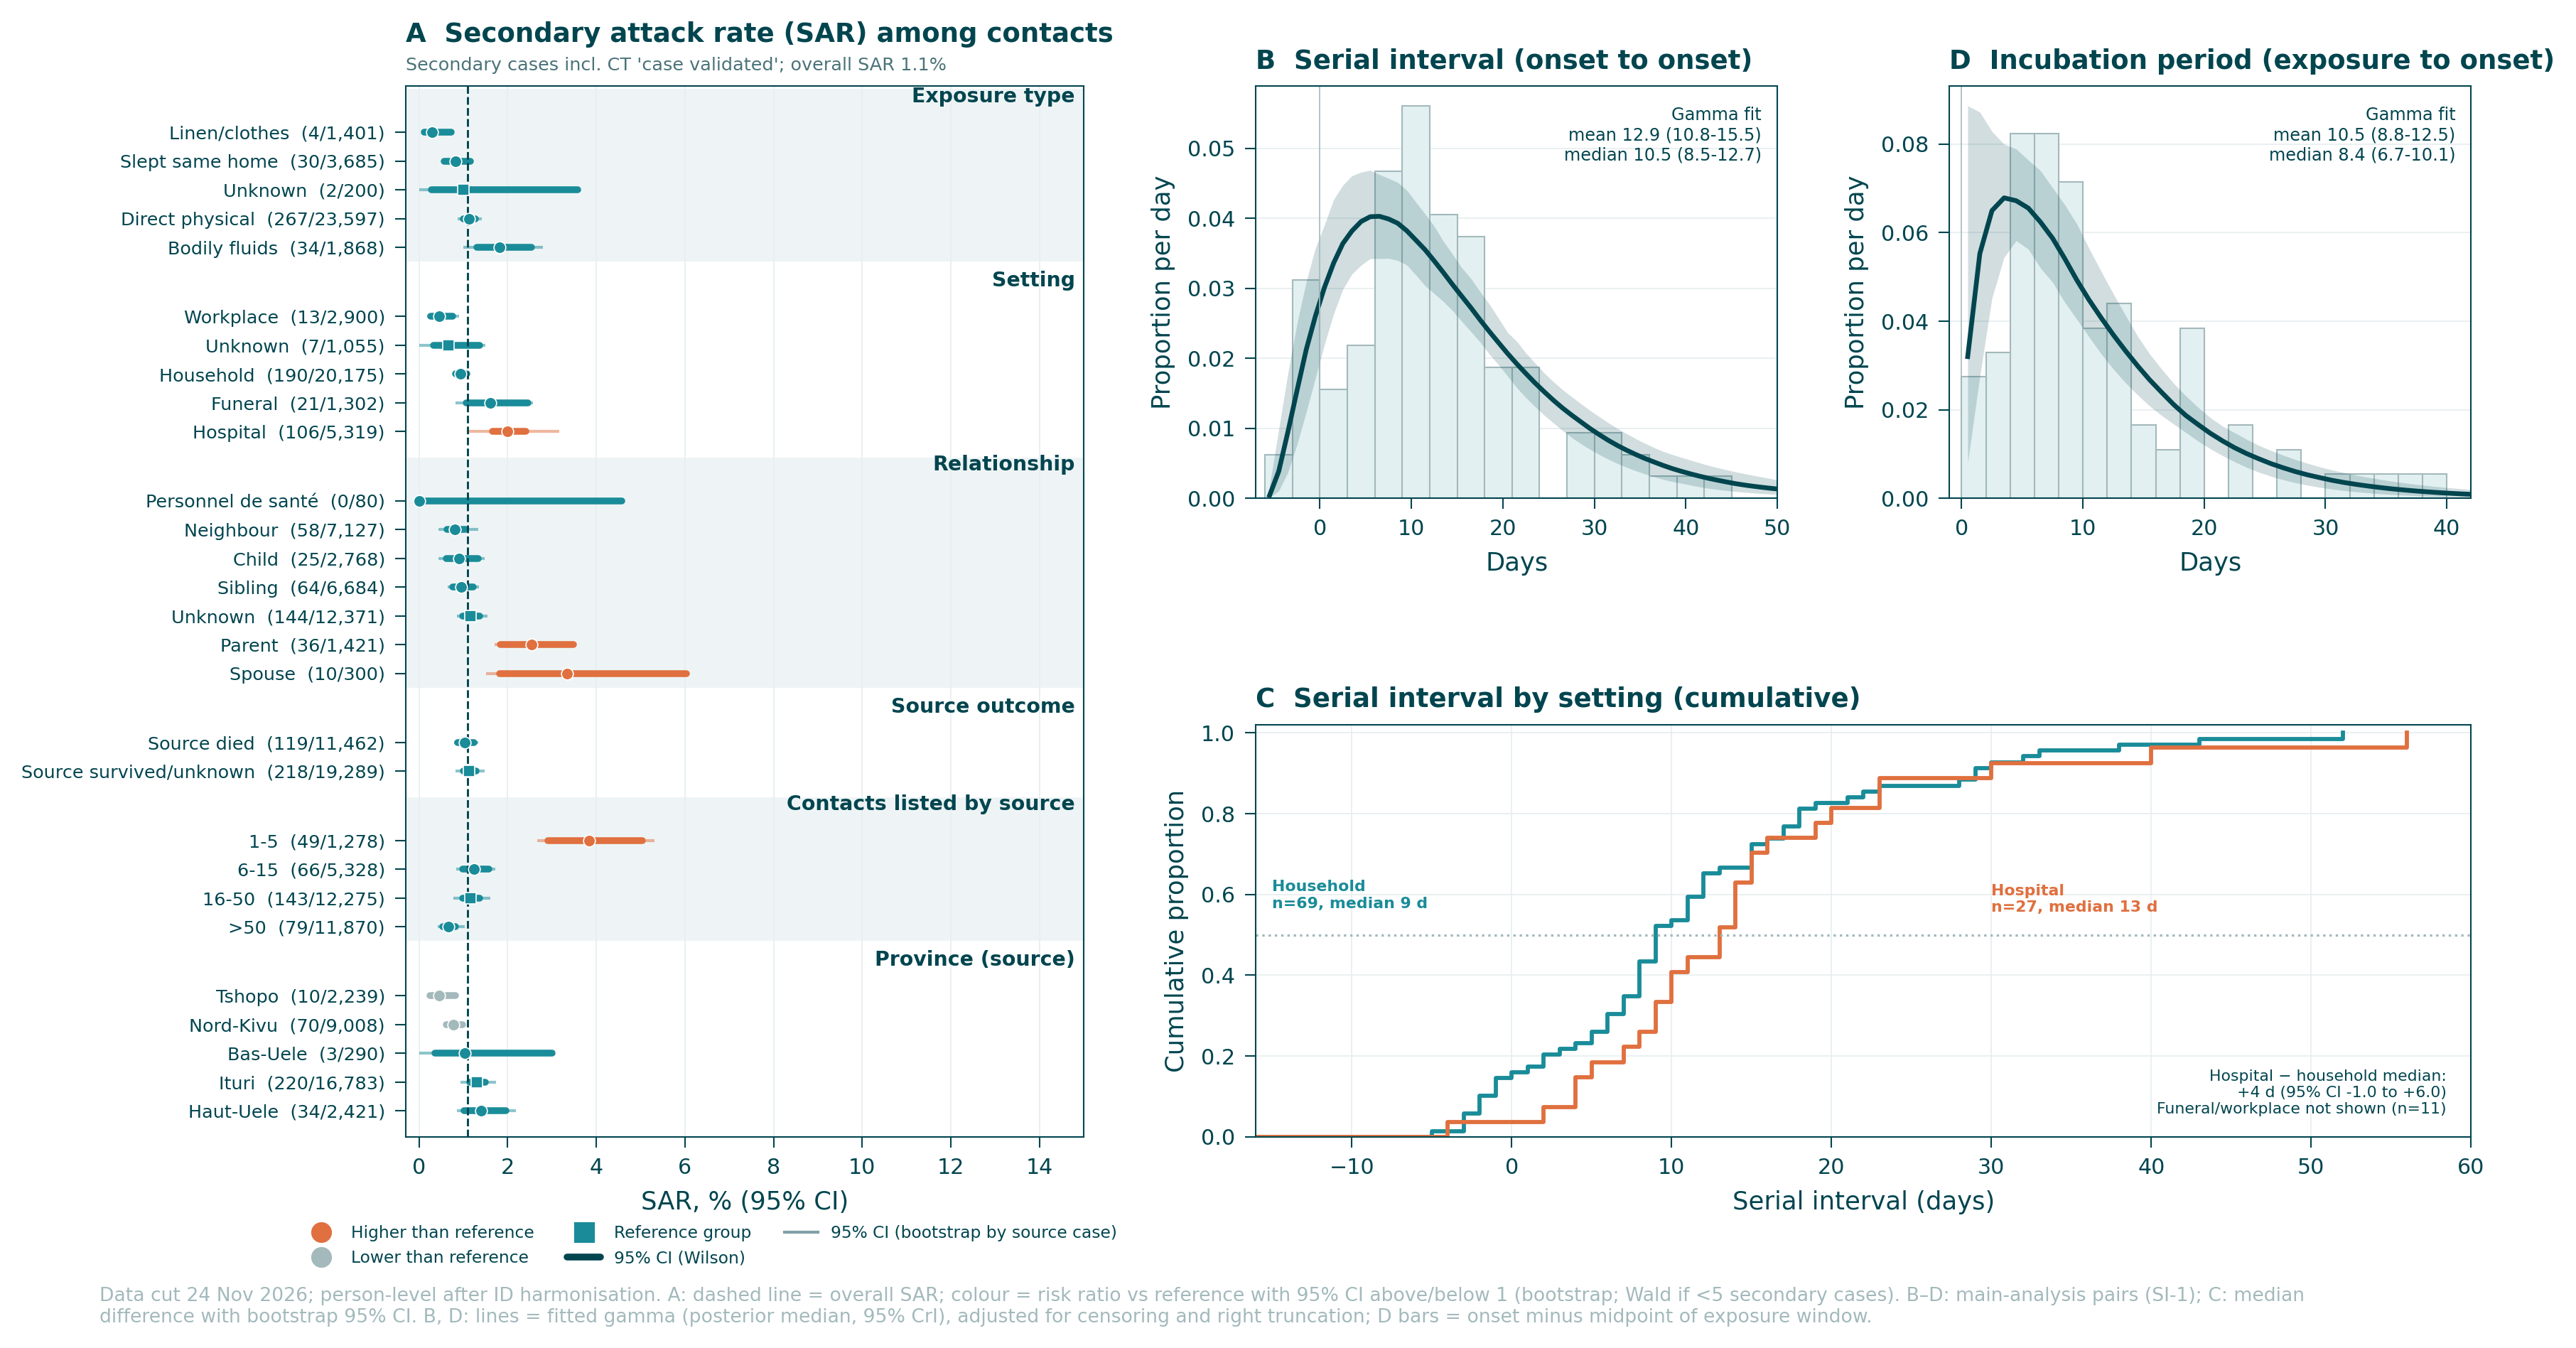 A  Secondary attack rate (SAR) among contacts
Secondary cases incl. CT 'case validated'; overall SAR 1.1%
Exposure type
Linen/clothes  (4/1,401)
Slept same home  (30/3,685)
Unknown  (2/200)
Direct physical  (267/23,597)
Bodily fluids  (34/1,868)
Setting
Workplace  (13/2,900)
Unknown  (7/1,055)
Household  (190/20,175)
Funeral  (21/1,302)
Hospital  (106/5,319)
Relationship
Personnel de santé  (0/80)
Neighbour  (58/7,127)
Child  (25/2,768)
Sibling  (64/6,684)
Unknown  (144/12,371)
Parent  (36/1,421)
Spouse  (10/300)
Source outcome
Source died  (119/11,462)
Source survived/unknown  (218/19,289)
Contacts listed by source
1-5  (49/1,278)
6-15  (66/5,328)
16-50  (143/12,275)
>50  (79/11,870)
Province (source)
Tshopo  (10/2,239)
Nord-Kivu  (70/9,008)
Bas-Uele  (3/290)
Ituri  (220/16,783)
Haut-Uele  (34/2,421)
0 2 4 6 8 10 12 14
SAR, % (95% CI)
Higher than reference
Lower than reference
Reference group
95% CI (Wilson)
95% CI (bootstrap by source case)
B  Serial interval (onset to onset)
Gamma fit
mean 12.9 (10.8-15.5)
median 10.5 (8.5-12.7)
Proportion per day
0.05
0.04
0.03
0.02
0.01
0.00
0 10 20 30 40 50
Days
D  Incubation period (exposure to onset)
Gamma fit
mean 10.5 (8.8-12.5)
median 8.4 (6.7-10.1)
Proportion per day
0.08
0.06
0.04
0.02
0.00
0 10 20 30 40
Days
C  Serial interval by setting (cumulative)
Cumulative proportion
1.0
0.8
0.6
0.4
0.2
0.0
Household
n=69, median 9 d
Hospital
n=27, median 13 d
Hospital − household median:
+4 d (95% CI -1.0 to +6.0)
Funeral/workplace not shown (n=11)
−10 0 10 20 30 40 50 60
Serial interval (days)
Data cut 24 Nov 2026; person-level after ID harmonisation. A: dashed line = overall SAR; colour = risk ratio vs reference with 95% CI above/below 1 (bootstrap; Wald if <5 secondary cases). B–D: main-analysis pairs (SI-1); C: median
difference with bootstrap 95% CI. B, D: lines = fitted gamma (posterior median, 95% CrI), adjusted for censoring and right truncation; D bars = onset minus midpoint of exposure window.